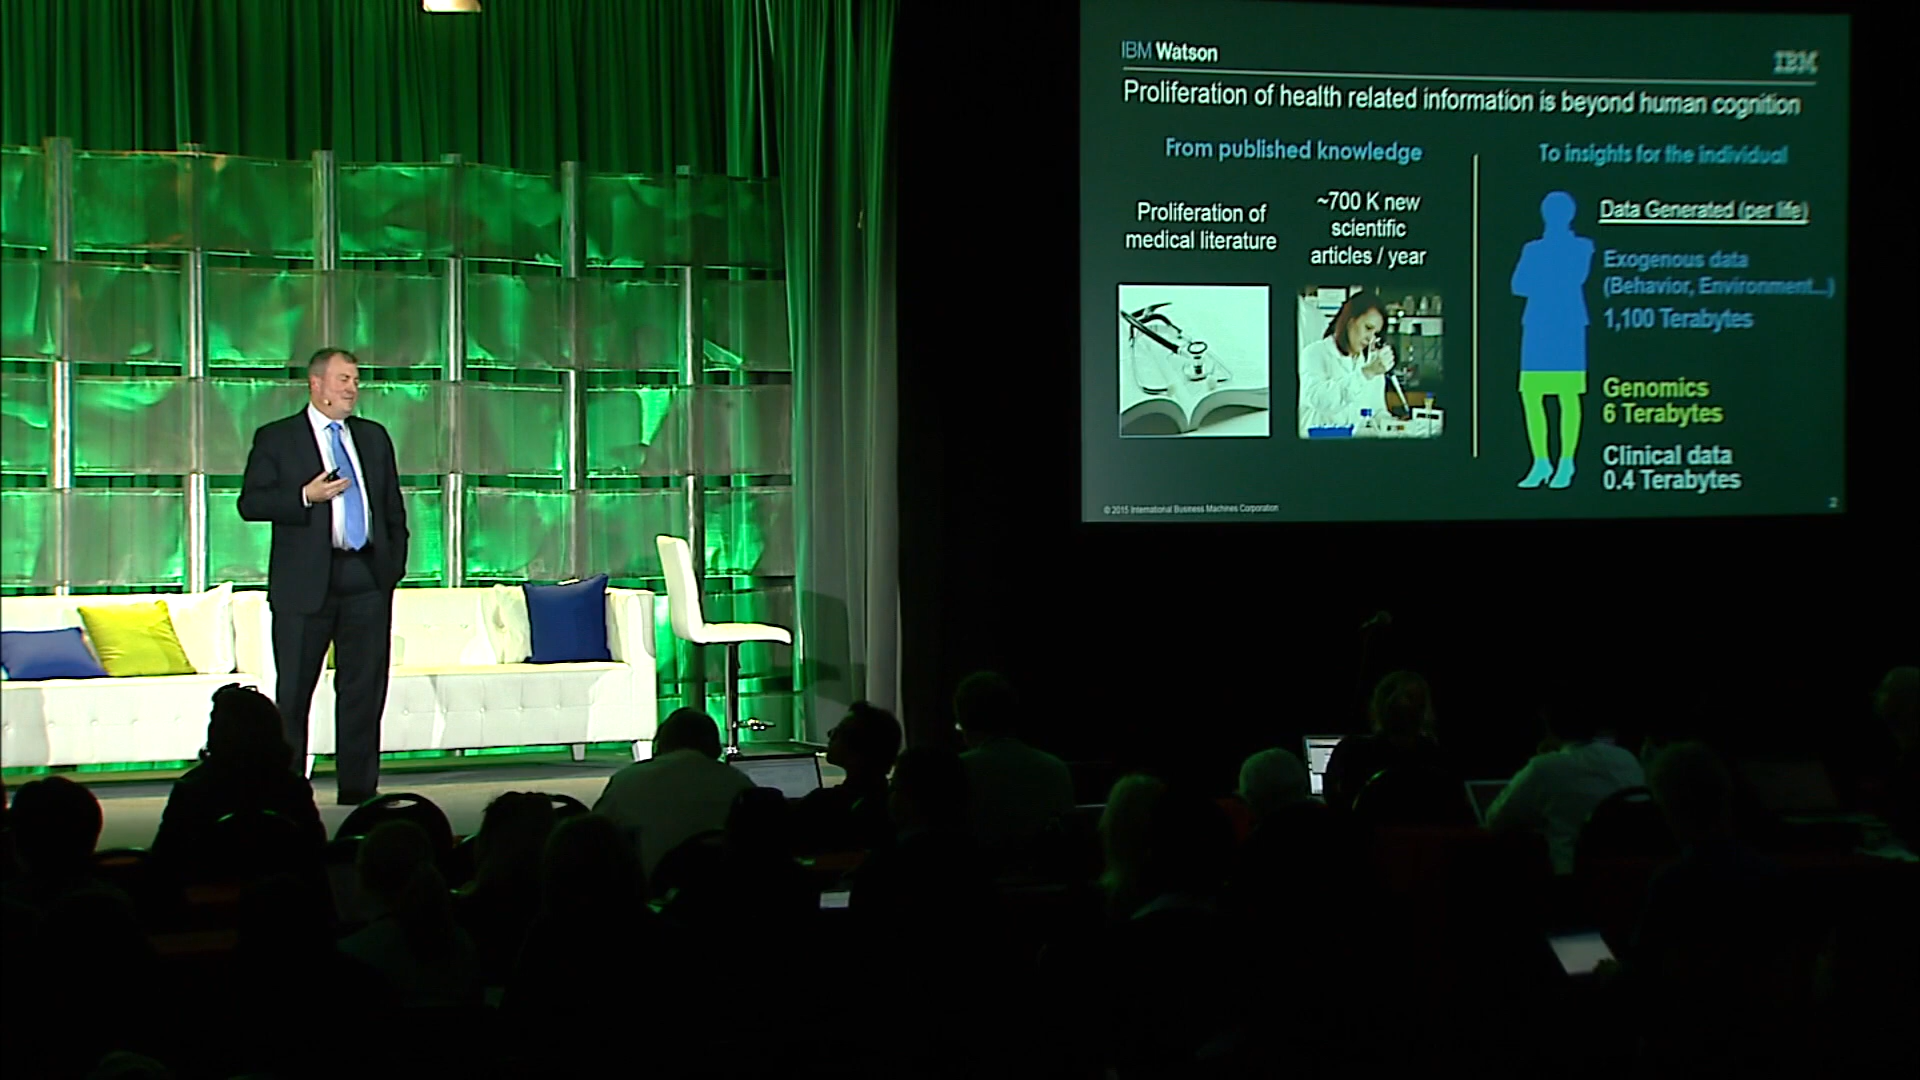 IBM Watson
IBM
Proliferation of health related information is beyond human cognition
From published knowledge
Proliferation of
medical literature
~700 K new
scientific
articles / year
To insights for the individual
Data Generated (per life)
Exogenous data
(Behavior, Environment...)
1,100 Terabytes
Genomics
6 Terabytes
Clinical data
0.4 Terabytes
© 2015 International Business Machines Corporation
2